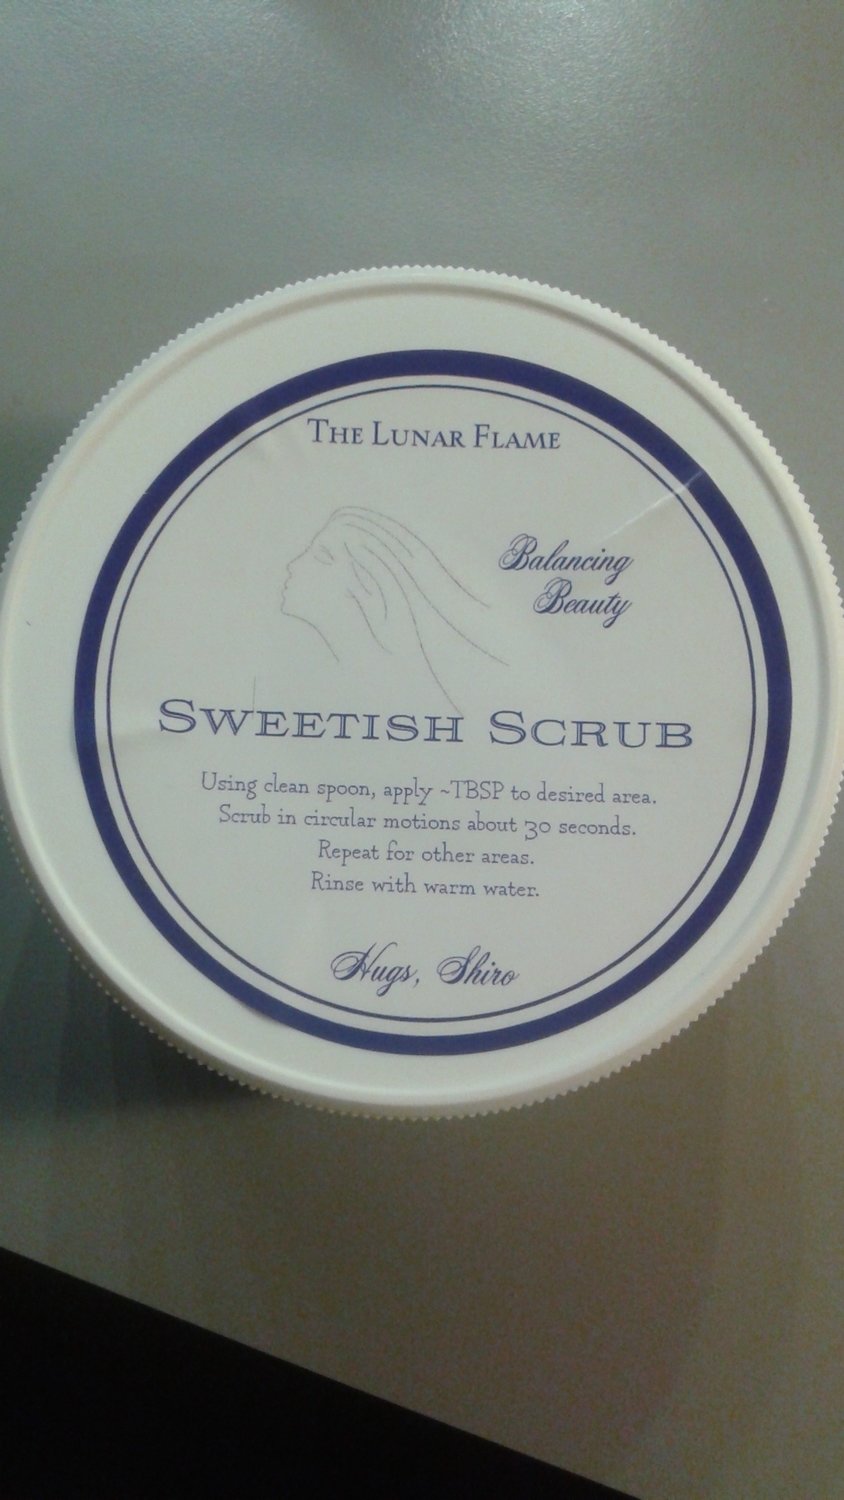 The Lunar Flame
Balancing
Beauty
Sweetish Scrub
Using clean spoon, apply ~TBSP to desired area.
Scrub in circular motions about 30 seconds.
Repeat for other areas.
Rinse with warm water.
Hugs, Shiro